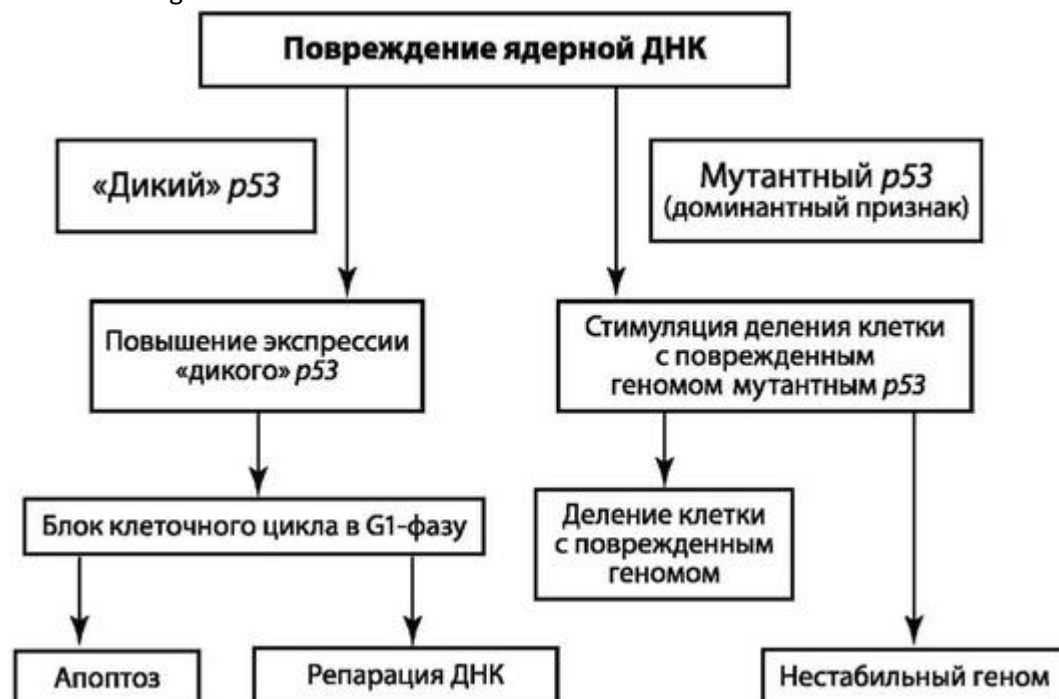 Повреждение ядерной ДНК
«Дикий» p53
Мутантный p53
(доминантный признак)
Повышение экспрессии
«дикого» p53
Стимуляция деления клетки
с поврежденным
геномом мутантным p53
Блок клеточного цикла в G1-фазу
Деление клетки
с поврежденным
геномом
Апоптоз
Репарация ДНК
Нестабильный геном